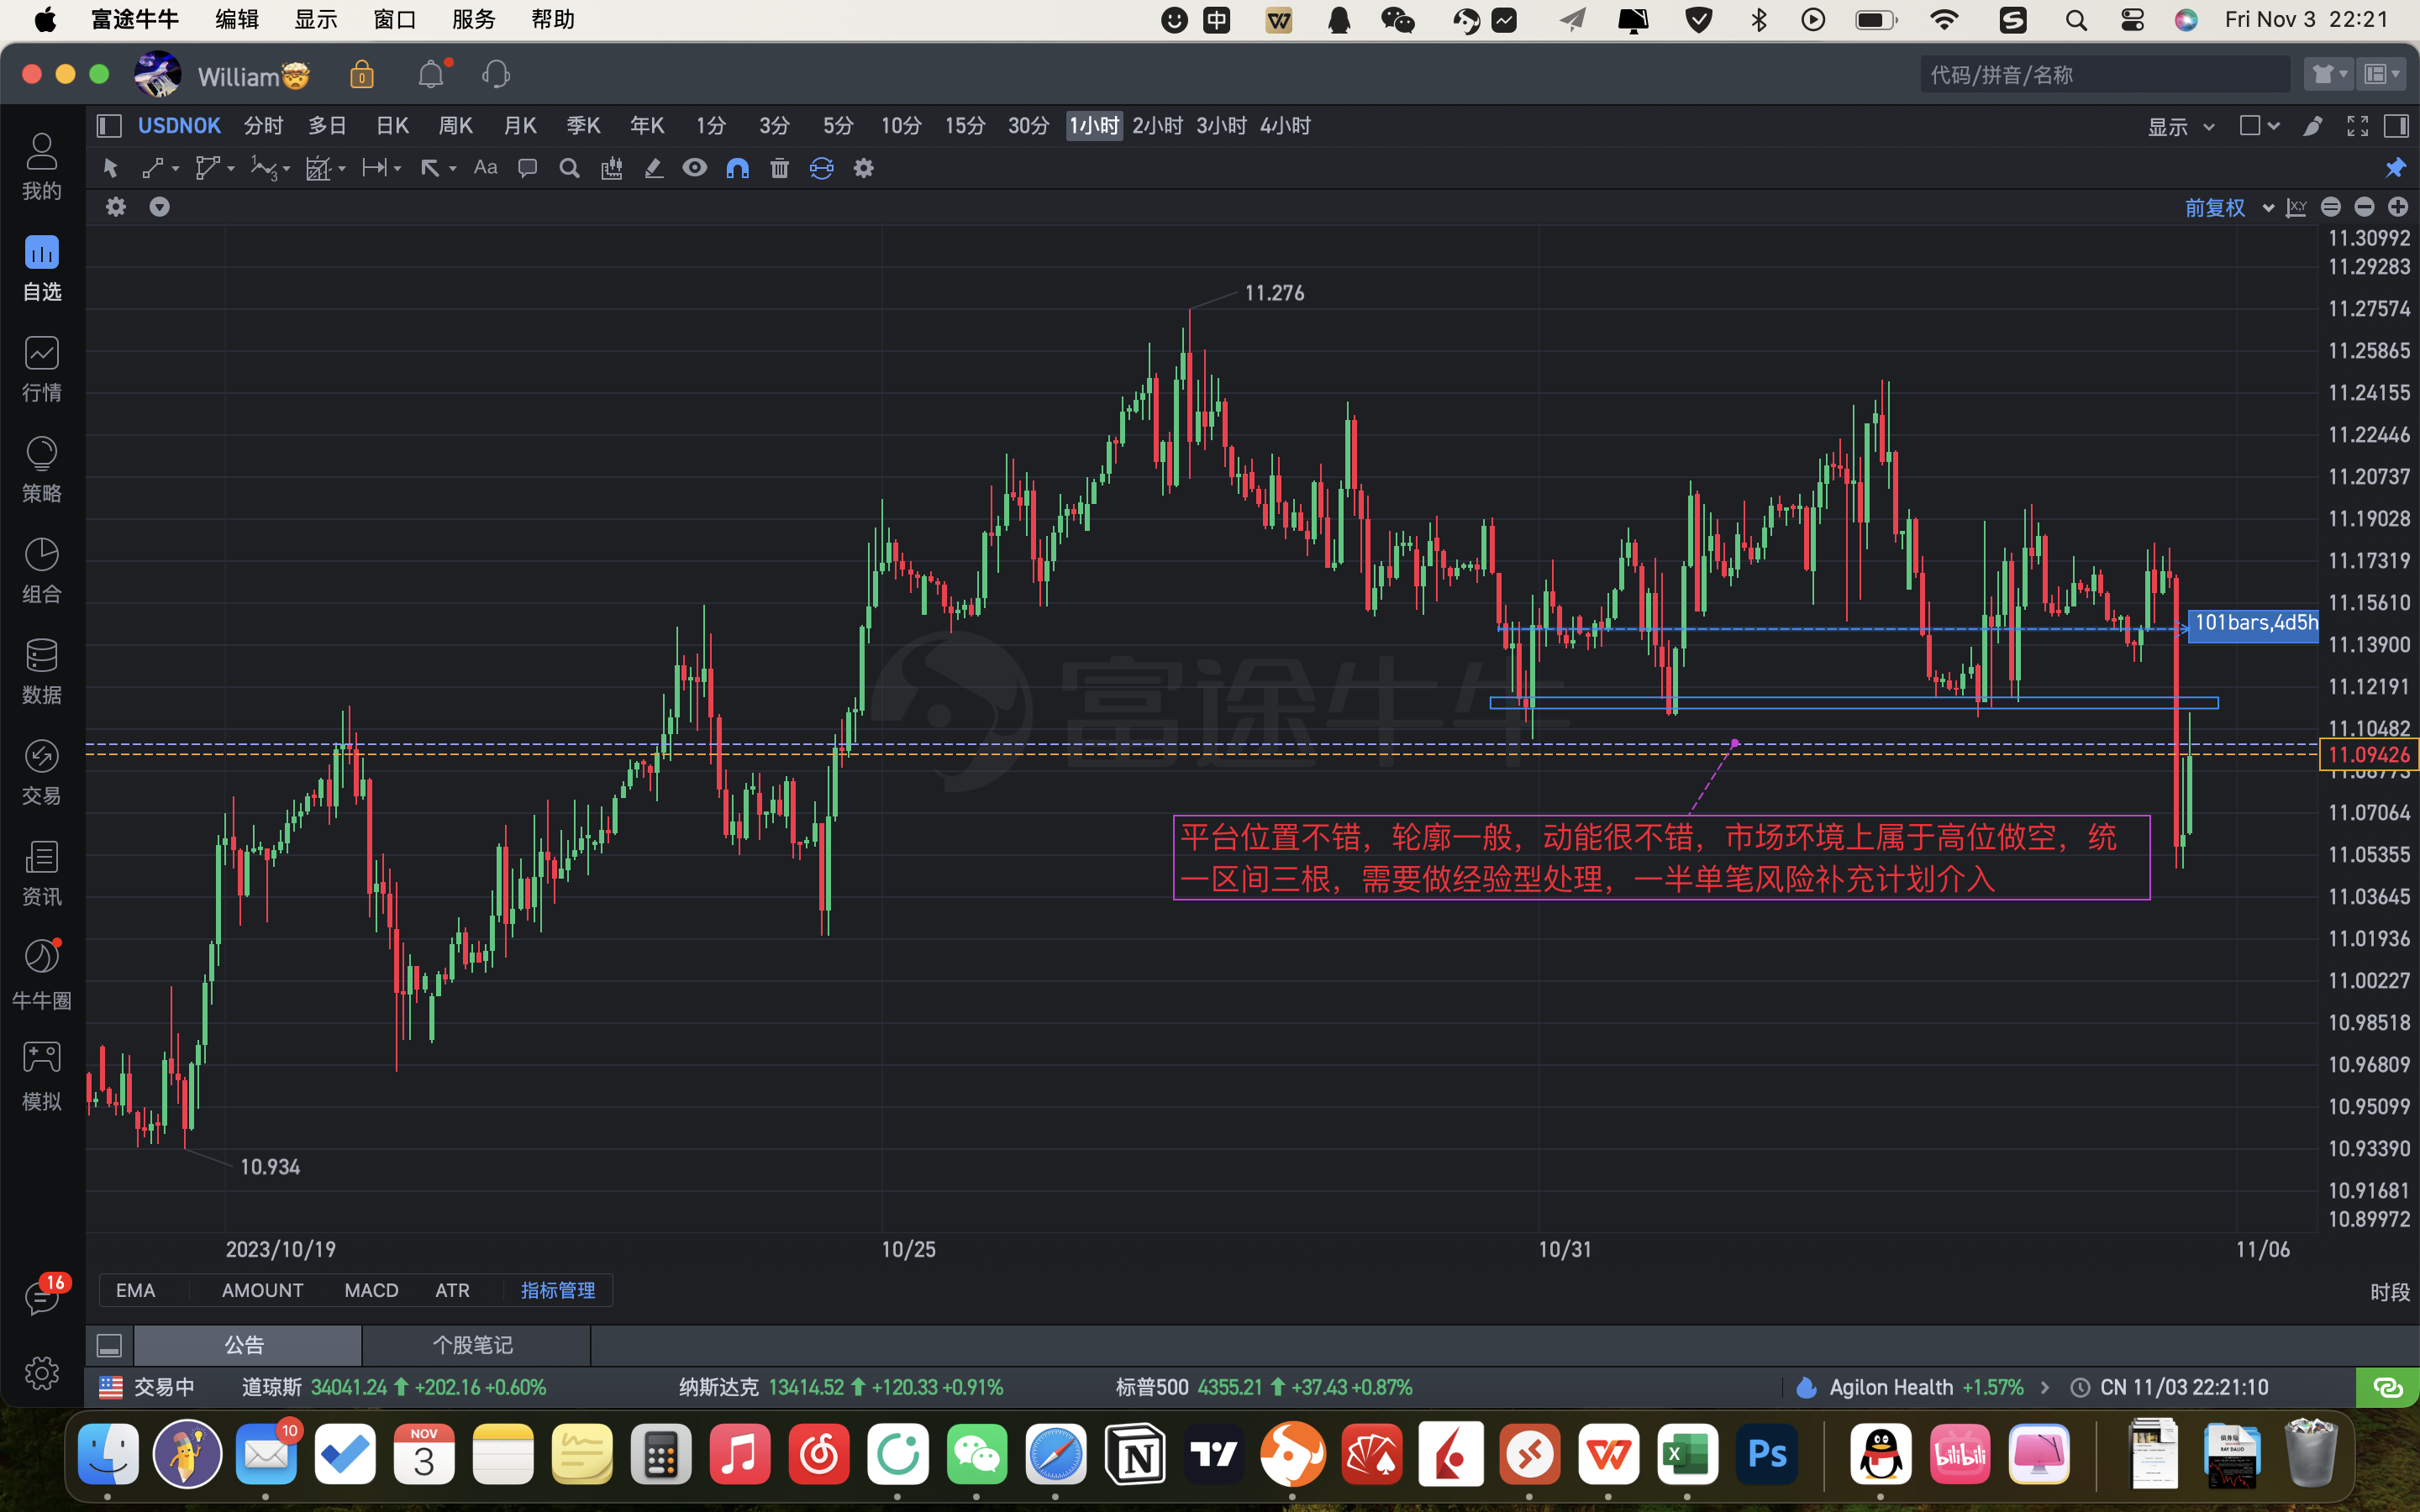 富途牛牛 编辑 显示 窗口 服务 帮助 中 Fri Nov 3 22:21
William 代码/拼音/名称
USDNOK 分时 多日 日K 周K 月K 季K 年K 1分 3分 5分 10分 15分 30分 1小时 2小时 3小时 4小时 显示
Aa
前复权 X,Y
我的
自选
行情
策略
组合
数据
交易
资讯
牛牛圈
模拟
16
11.30992
11.29283
11.27574
11.25865
11.24155
11.22446
11.20737
11.19028
11.17319
11.15610
11.13900
11.12191
11.10482
11.09426
11.08773
11.07064
11.05355
11.03645
11.01936
11.00227
10.98518
10.96809
10.95099
10.93390
10.91681
10.89972
11.276
101bars,4d5h
富途牛牛
平台位置不错，轮廓一般，动能很不错，市场环境上属于高位做空，统
一区间三根，需要做经验型处理，一半单笔风险补充计划介入
10.934
2023/10/19 10/25 10/31 11/06
EMA AMOUNT MACD ATR 指标管理 时段
公告 个股笔记
交易中 道琼斯 34041.24 +202.16 +0.60% 纳斯达克 13414.52 +120.33 +0.91% 标普500 4355.21 +37.43 +0.87% Agilon Health +1.57% CN 11/03 22:21:10
10 NOV 3 N X Ps bilibili
RAY DALIO